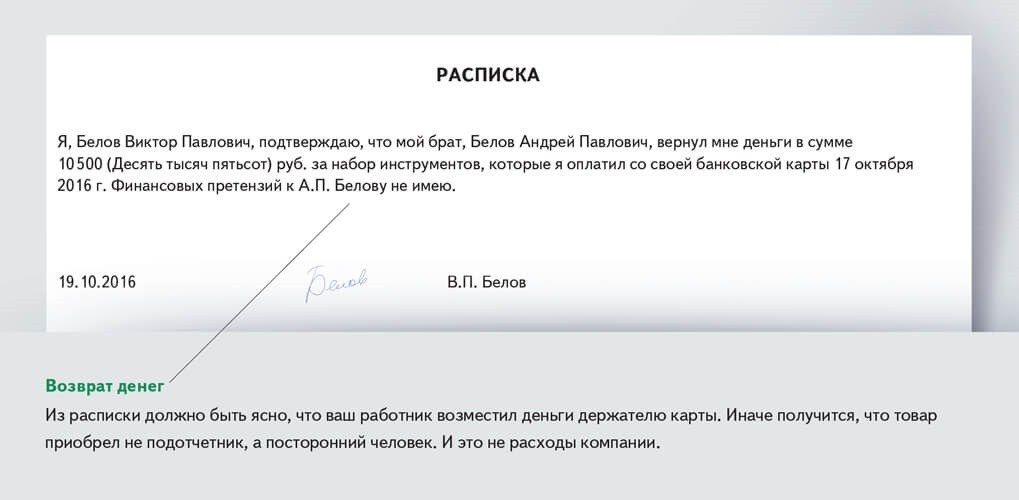 РАСПИСКА
Я, Белов Виктор Павлович, подтверждаю, что мой брат, Белов Андрей Павлович, вернул мне деньги в сумме
10 500 (Десять тысяч пятьсот) руб. за набор инструментов, которые я оплатил со своей банковской карты 17 октября
2016 г. Финансовых претензий к А.П. Белову не имею.
19.10.2016 Белов В.П. Белов
Возврат денег
Из расписки должно быть ясно, что ваш работник возместил деньги держателю карты. Иначе получится, что товар
приобрел не подотчетник, а посторонний человек. И это не расходы компании.